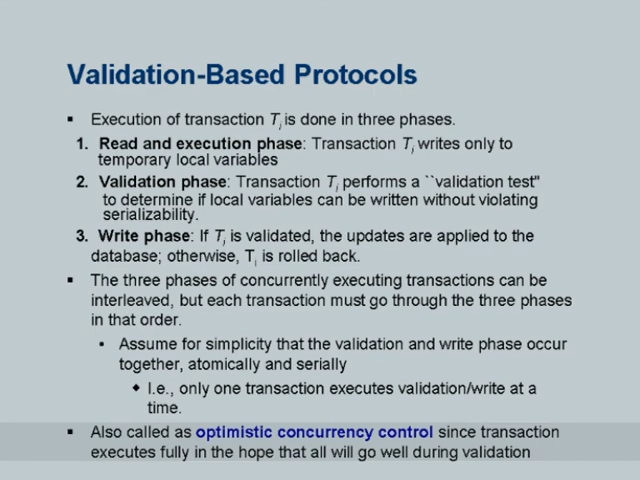 Validation-Based Protocols
▪ Execution of transaction Ti is done in three phases.
1. Read and execution phase: Transaction Ti writes only to
temporary local variables
2. Validation phase: Transaction Ti performs a ``validation test''
to determine if local variables can be written without violating
serializability.
3. Write phase: If Ti is validated, the updates are applied to the
database; otherwise, Ti is rolled back.
▪ The three phases of concurrently executing transactions can be
interleaved, but each transaction must go through the three phases
in that order.
• Assume for simplicity that the validation and write phase occur
together, atomically and serially
◆ I.e., only one transaction executes validation/write at a
time.
▪ Also called as optimistic concurrency control since transaction
executes fully in the hope that all will go well during validation